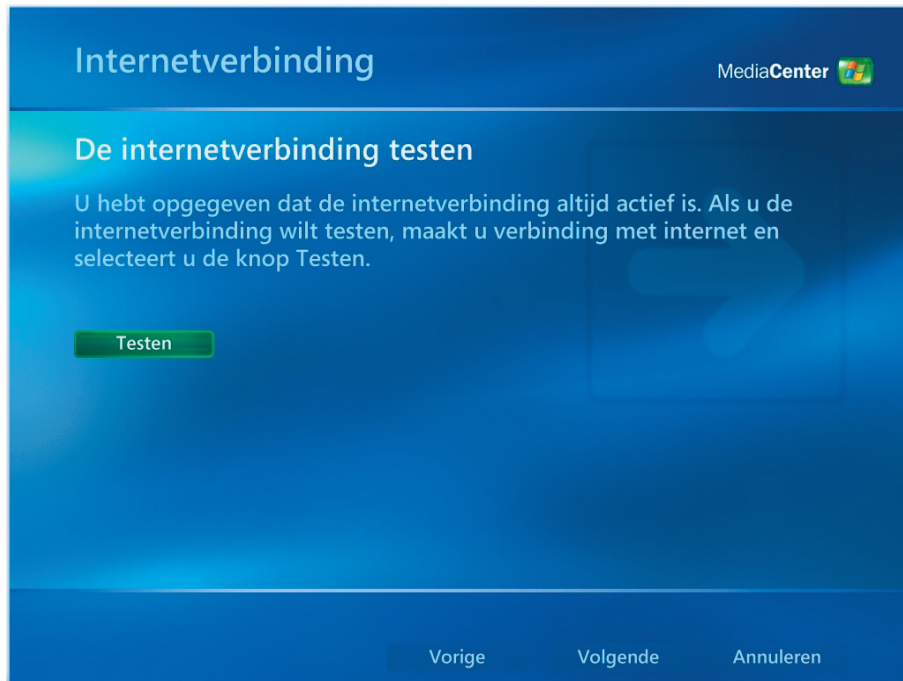 Internetverbinding
MediaCenter
De internetverbinding testen
U hebt opgegeven dat de internetverbinding altijd actief is. Als u de
internetverbinding wilt testen, maakt u verbinding met internet en
selecteert u de knop Testen.
Testen
Vorige Volgende Annuleren